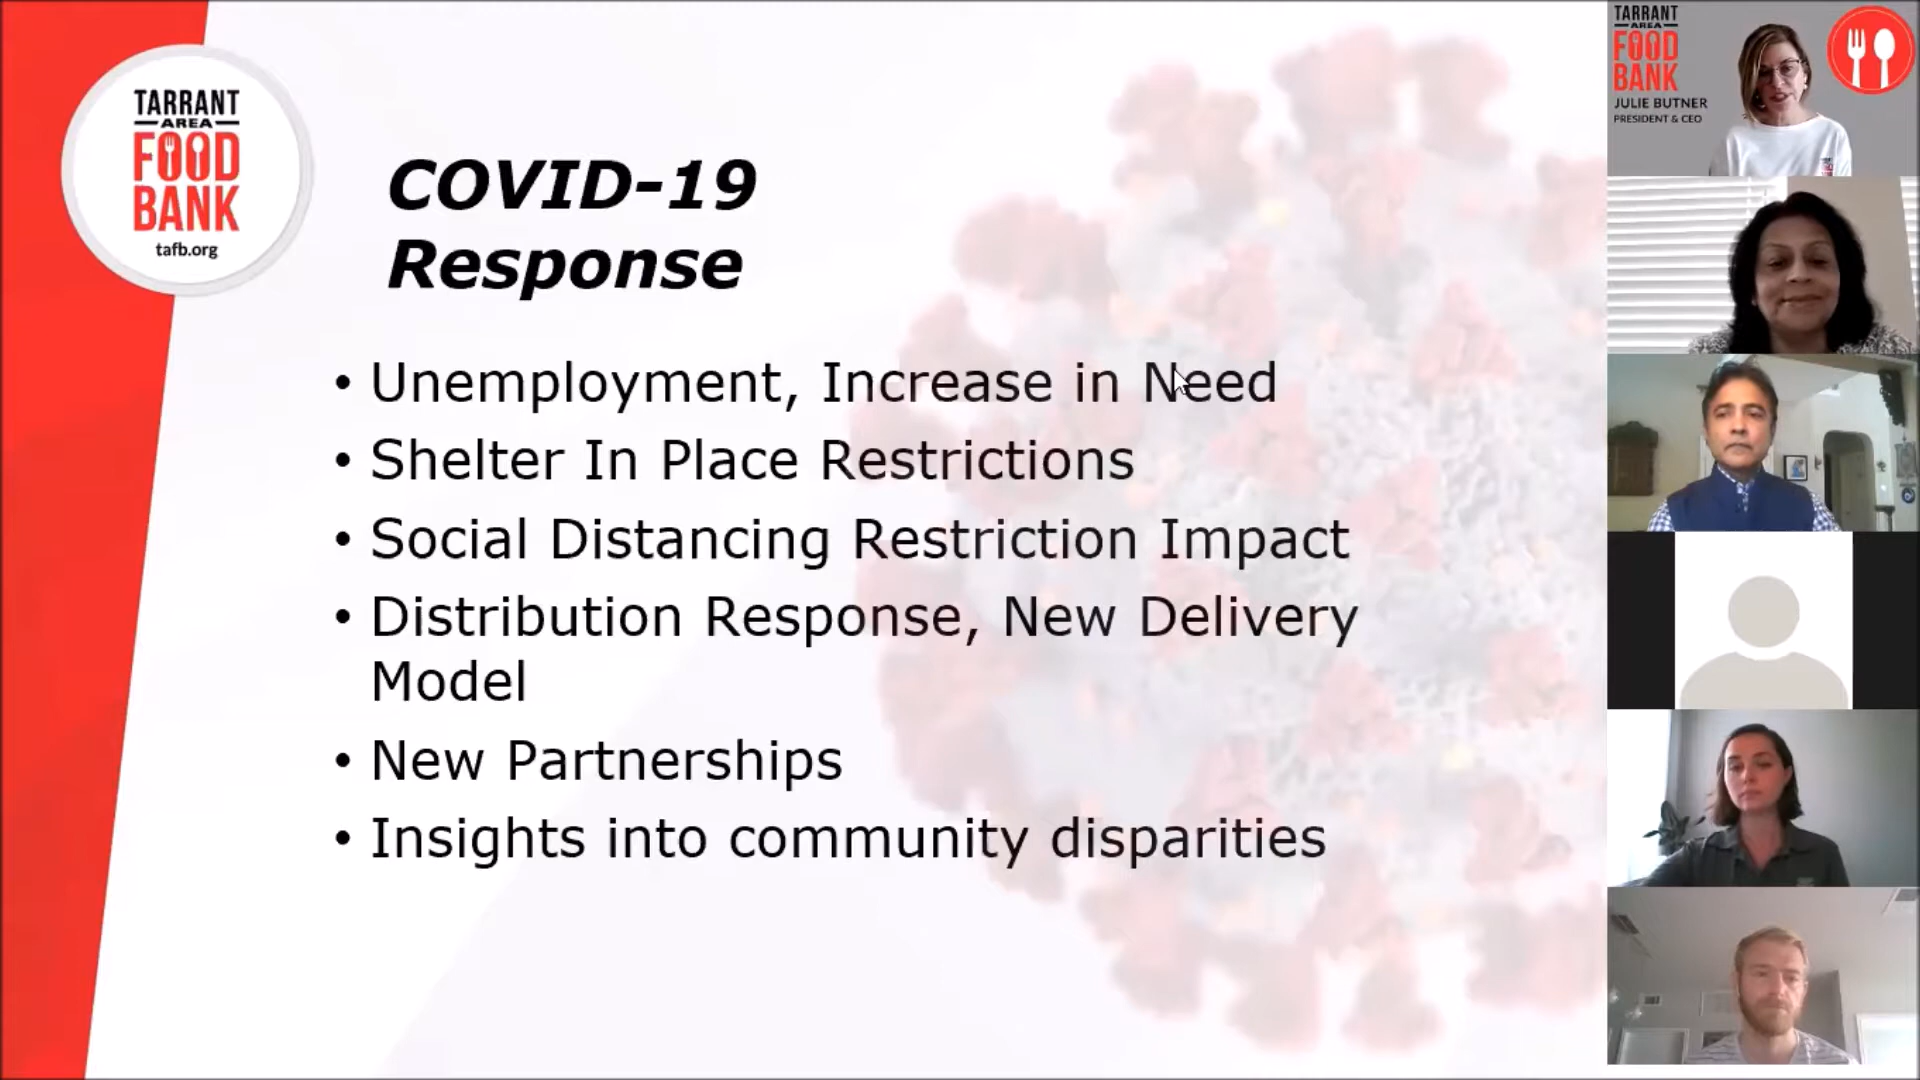 TARRANT
AREA
FOOD
BANK
tafb.org
COVID-19
Response
• Unemployment, Increase in Need
• Shelter In Place Restrictions
• Social Distancing Restriction Impact
• Distribution Response, New Delivery
Model
• New Partnerships
• Insights into community disparities
TARRANT
AREA
FOOD
BANK
JULIE BUTNER
PRESIDENT & CEO